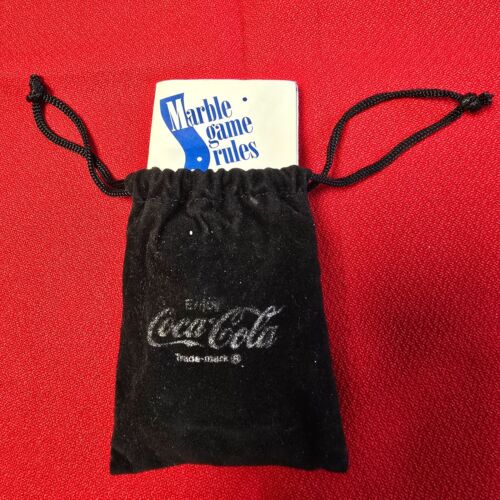 Marble
game
rules
Enjoy
Coca-Cola
Trade-mark ®